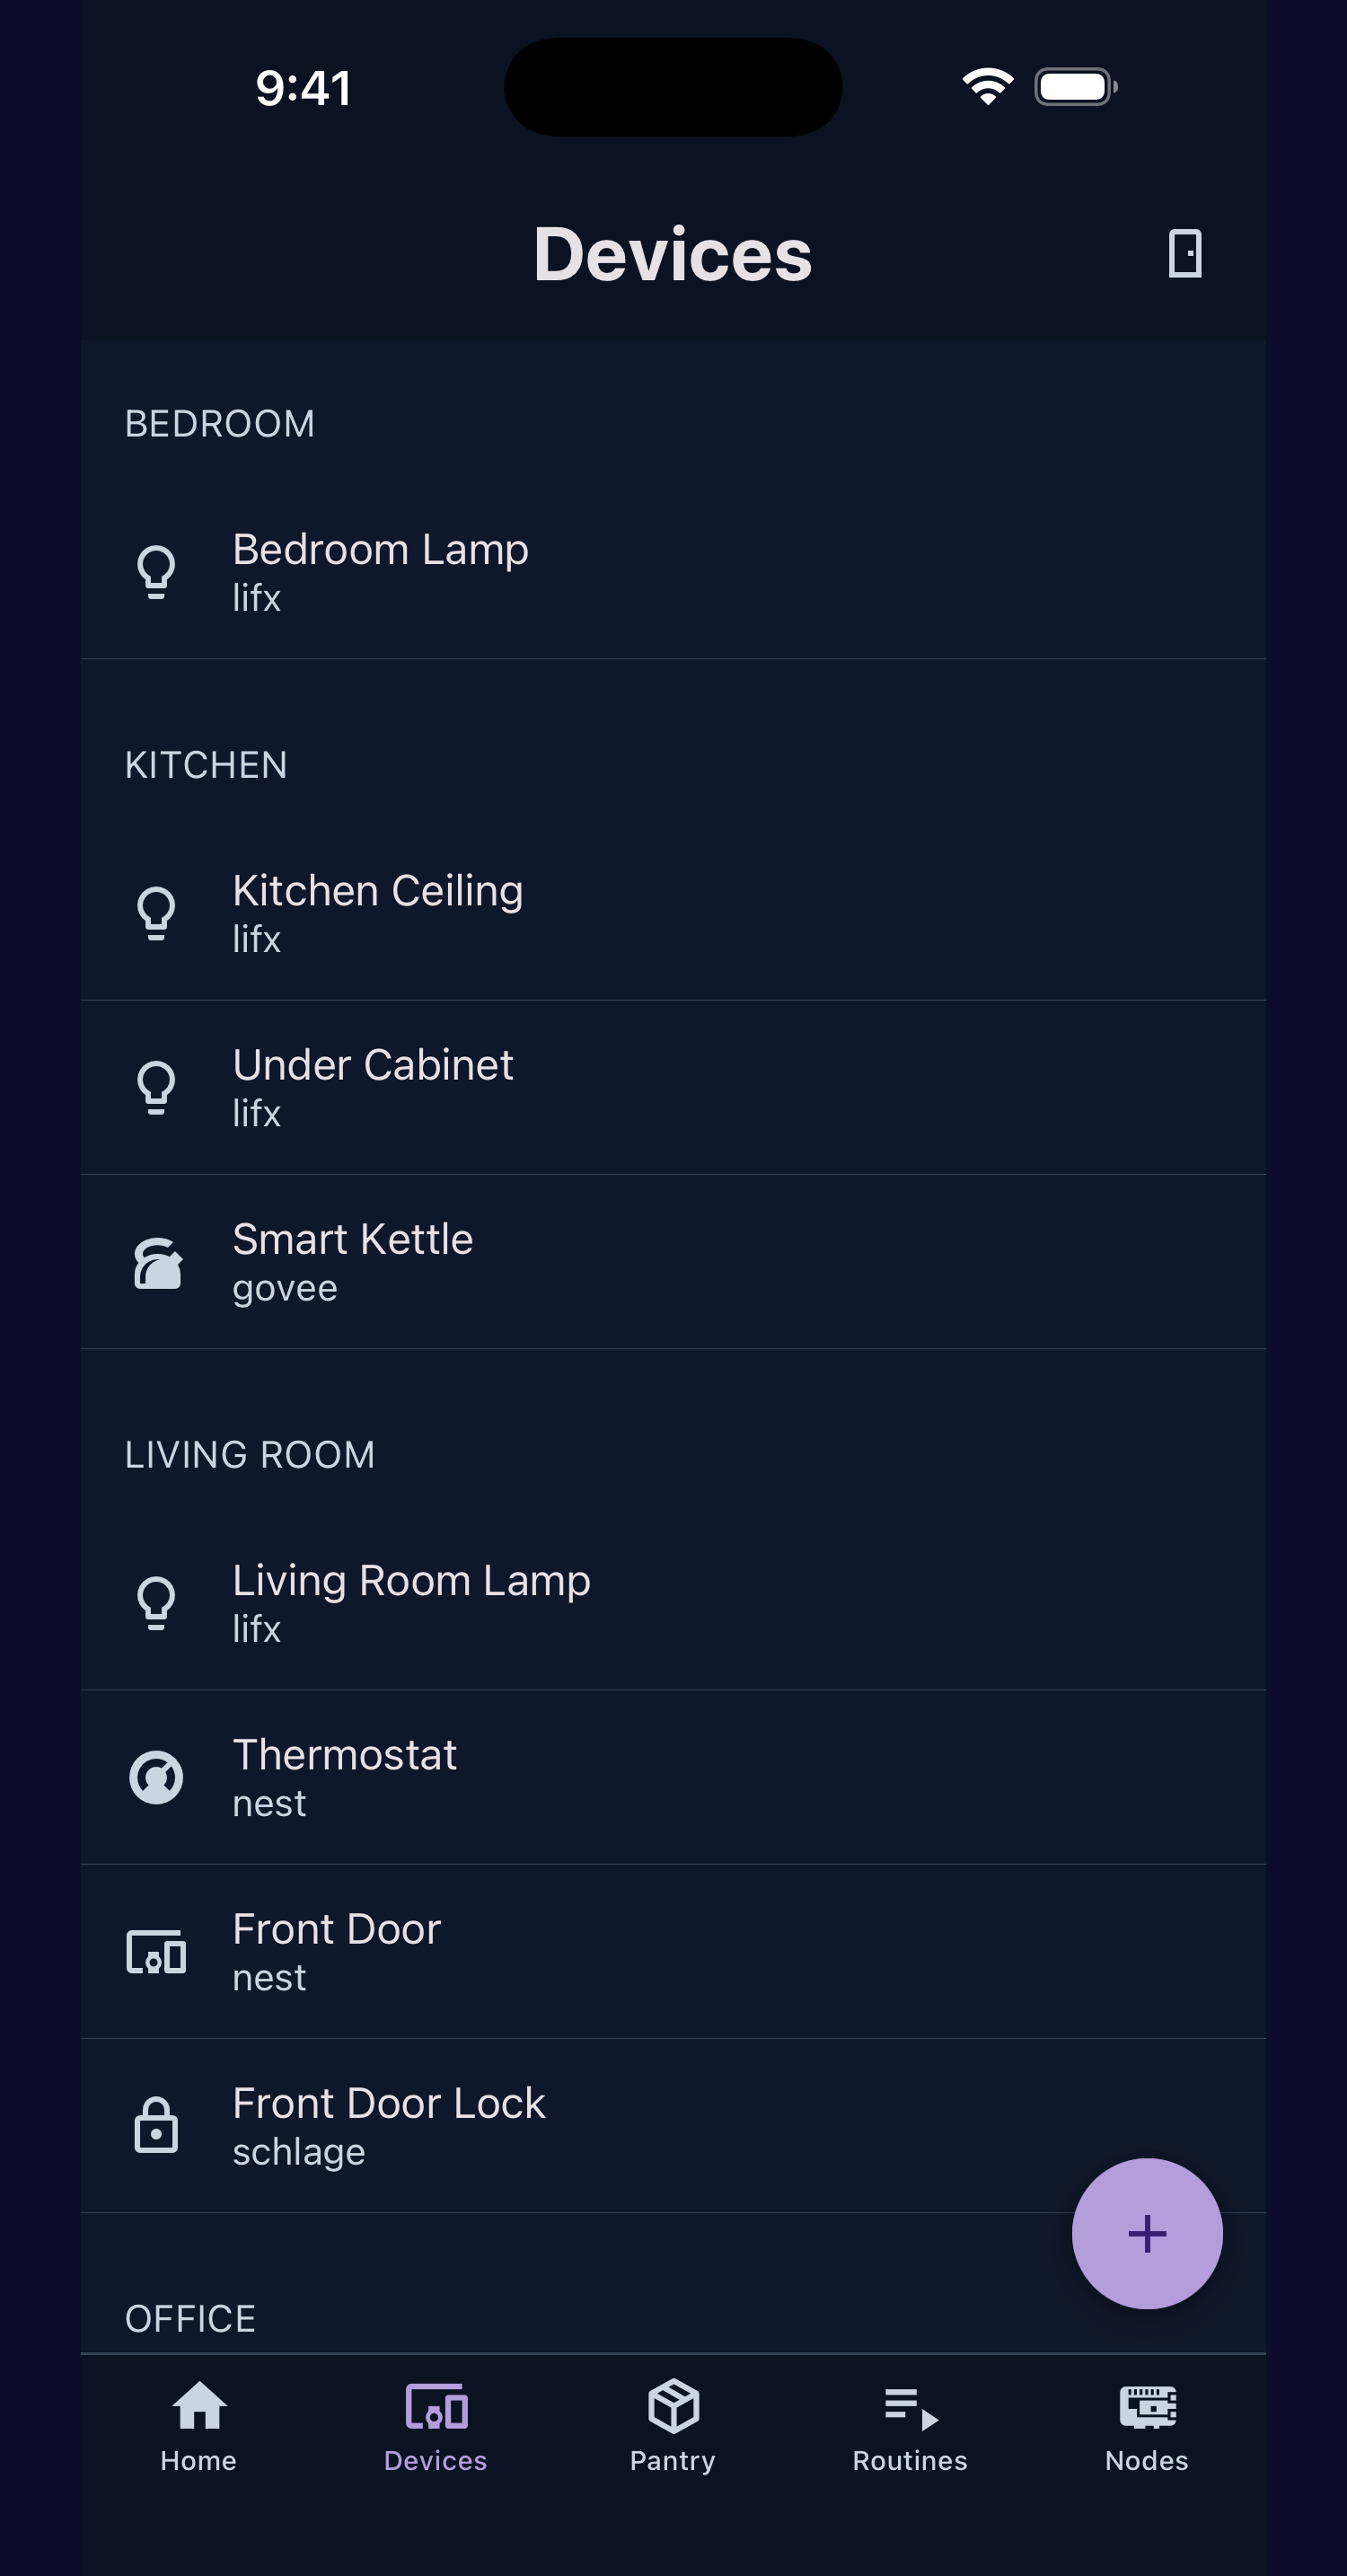 9:41
Devices
BEDROOM
Bedroom Lamp
lifx
KITCHEN
Kitchen Ceiling
lifx
Under Cabinet
lifx
Smart Kettle
govee
LIVING ROOM
Living Room Lamp
lifx
Thermostat
nest
Front Door
nest
Front Door Lock
schlage
OFFICE
Home Devices Pantry Routines Nodes